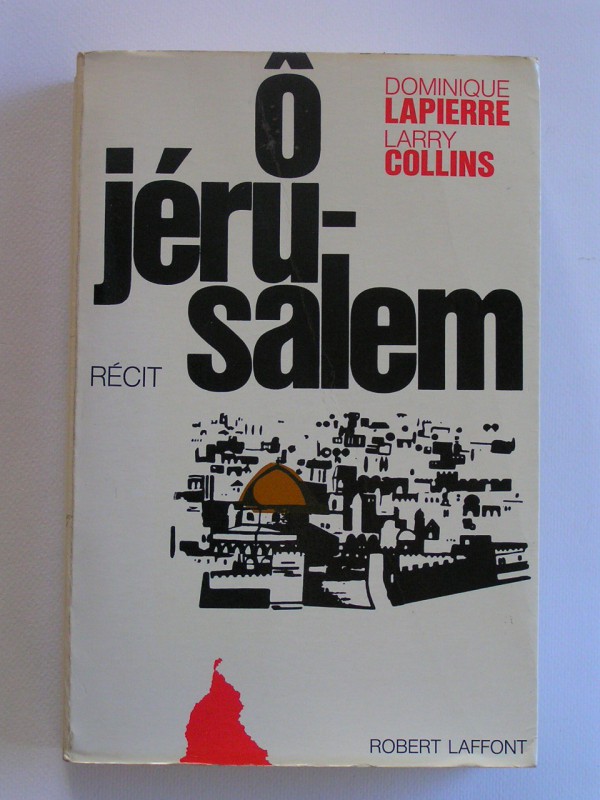 DOMINIQUE
LAPIERRE
LARRY
COLLINS
Ô
jéru-
salem
RÉCIT
ROBERT LAFFONT